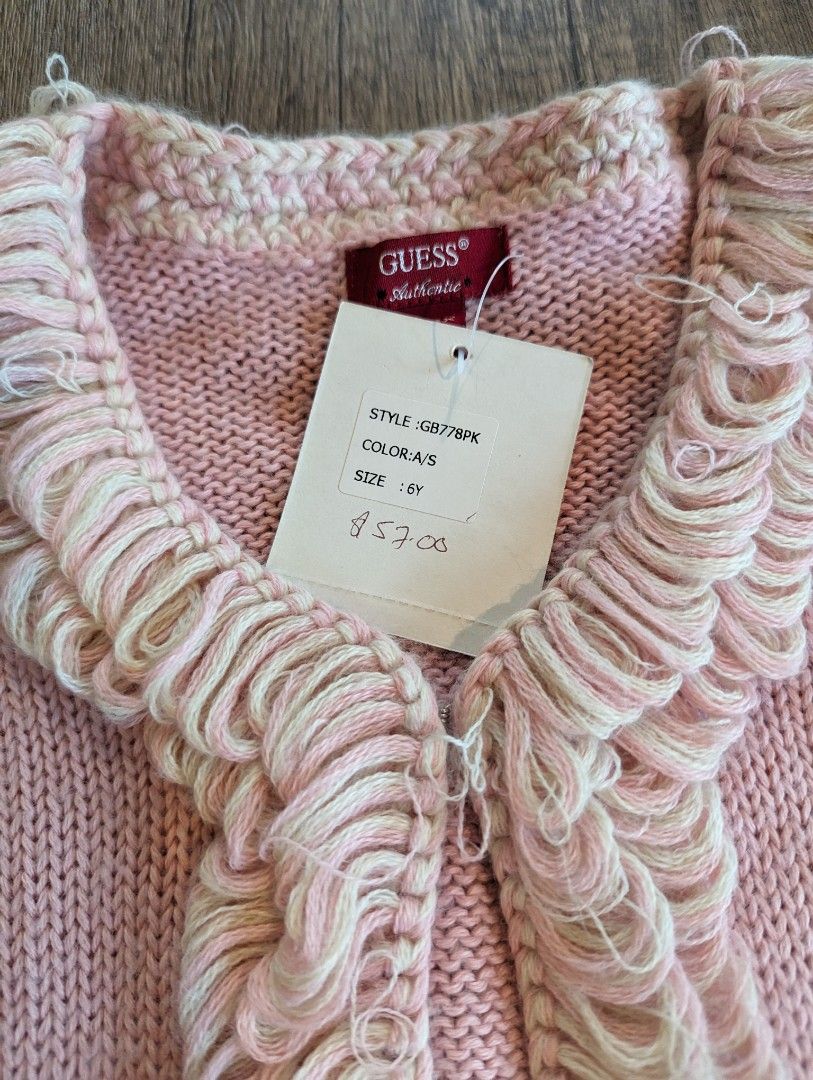 GUESS®
Authentic
STYLE :GB778PK
COLOR:A/S
SIZE : 6Y
$57.00